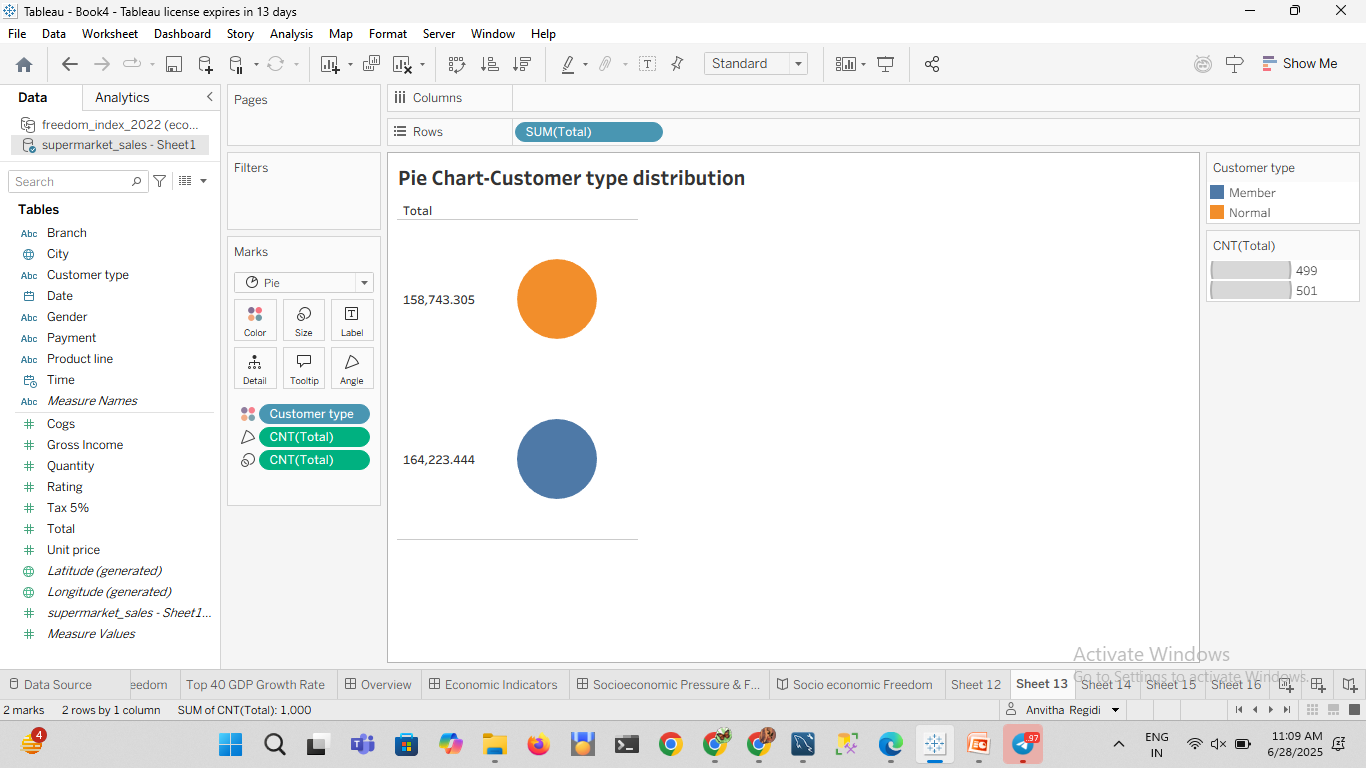 Tableau - Book4 - Tableau license expires in 13 days
File Data Worksheet Dashboard Story Analysis Map Format Server Window Help
Standard
Show Me
Data Analytics
freedom_index_2022 (eco...
supermarket_sales - Sheet1
Search
Tables
Abc Branch
City
Abc Customer type
Date
Abc Gender
Abc Payment
Abc Product line
Time
Abc Measure Names
Cogs
Gross Income
Quantity
Rating
Tax 5%
Total
Unit price
Latitude (generated)
Longitude (generated)
supermarket_sales - Sheet1...
Measure Values
Pages
Filters
Marks
Pie
Color Size Label
Detail Tooltip Angle
Customer type
CNT(Total)
CNT(Total)
Columns
Rows SUM(Total)
Pie Chart-Customer type distribution
Total
158,743.305
164,223.444
Customer type
Member
Normal
CNT(Total)
499
501
Activate Windows
Go to Settings to activate Windows.
Data Source eedom Top 40 GDP Growth Rate Overview Economic Indicators Socioeconomic Pressure & F... Socio economic Freedom Sheet 12 Sheet 13 Sheet 14 Sheet 15 Sheet 16
2 marks 2 rows by 1 column SUM of CNT(Total): 1,000 Anvitha Regidi
4
97
ENG
IN
11:09 AM
6/28/2025